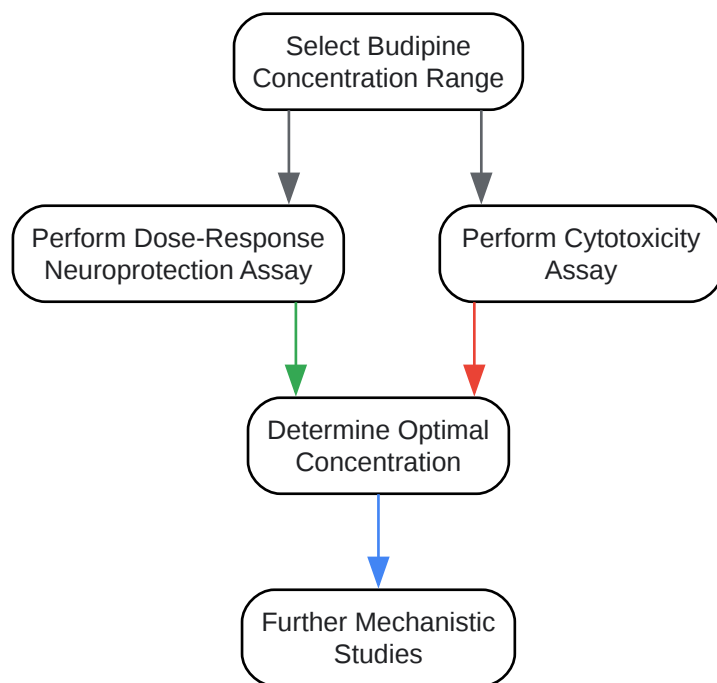 Select Budipine
Concentration Range
Perform Dose-Response
Neuroprotection Assay
Perform Cytotoxicity
Assay
Determine Optimal
Concentration
Further Mechanistic
Studies